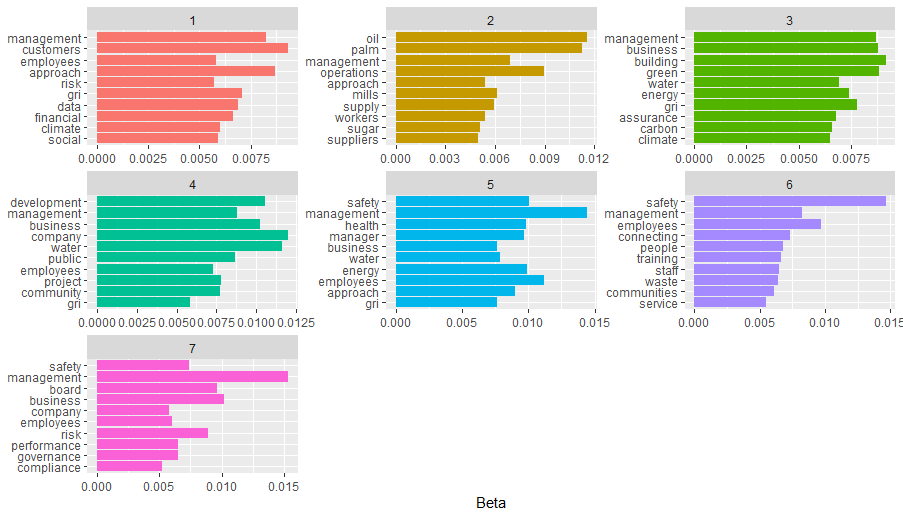 1
management
customers
employees
approach
risk
gri
data
financial
climate
social
0.0000 0.0025 0.0050 0.0075
2
oil
palm
management
operations
approach
mills
supply
workers
sugar
suppliers
0.000 0.003 0.006 0.009 0.012
3
management
business
building
green
water
energy
gri
assurance
carbon
climate
0.0000 0.0025 0.0050 0.0075
4
development
management
business
company
water
public
employees
project
community
gri
0.0000 0.0025 0.0050 0.0075 0.0100 0.0125
5
safety
management
health
manager
business
water
energy
employees
approach
gri
0.000 0.005 0.010 0.015
6
safety
management
employees
connecting
people
training
staff
waste
communities
service
0.000 0.005 0.010 0.015
7
safety
management
board
business
company
employees
risk
performance
governance
compliance
0.000 0.005 0.010 0.015
Beta